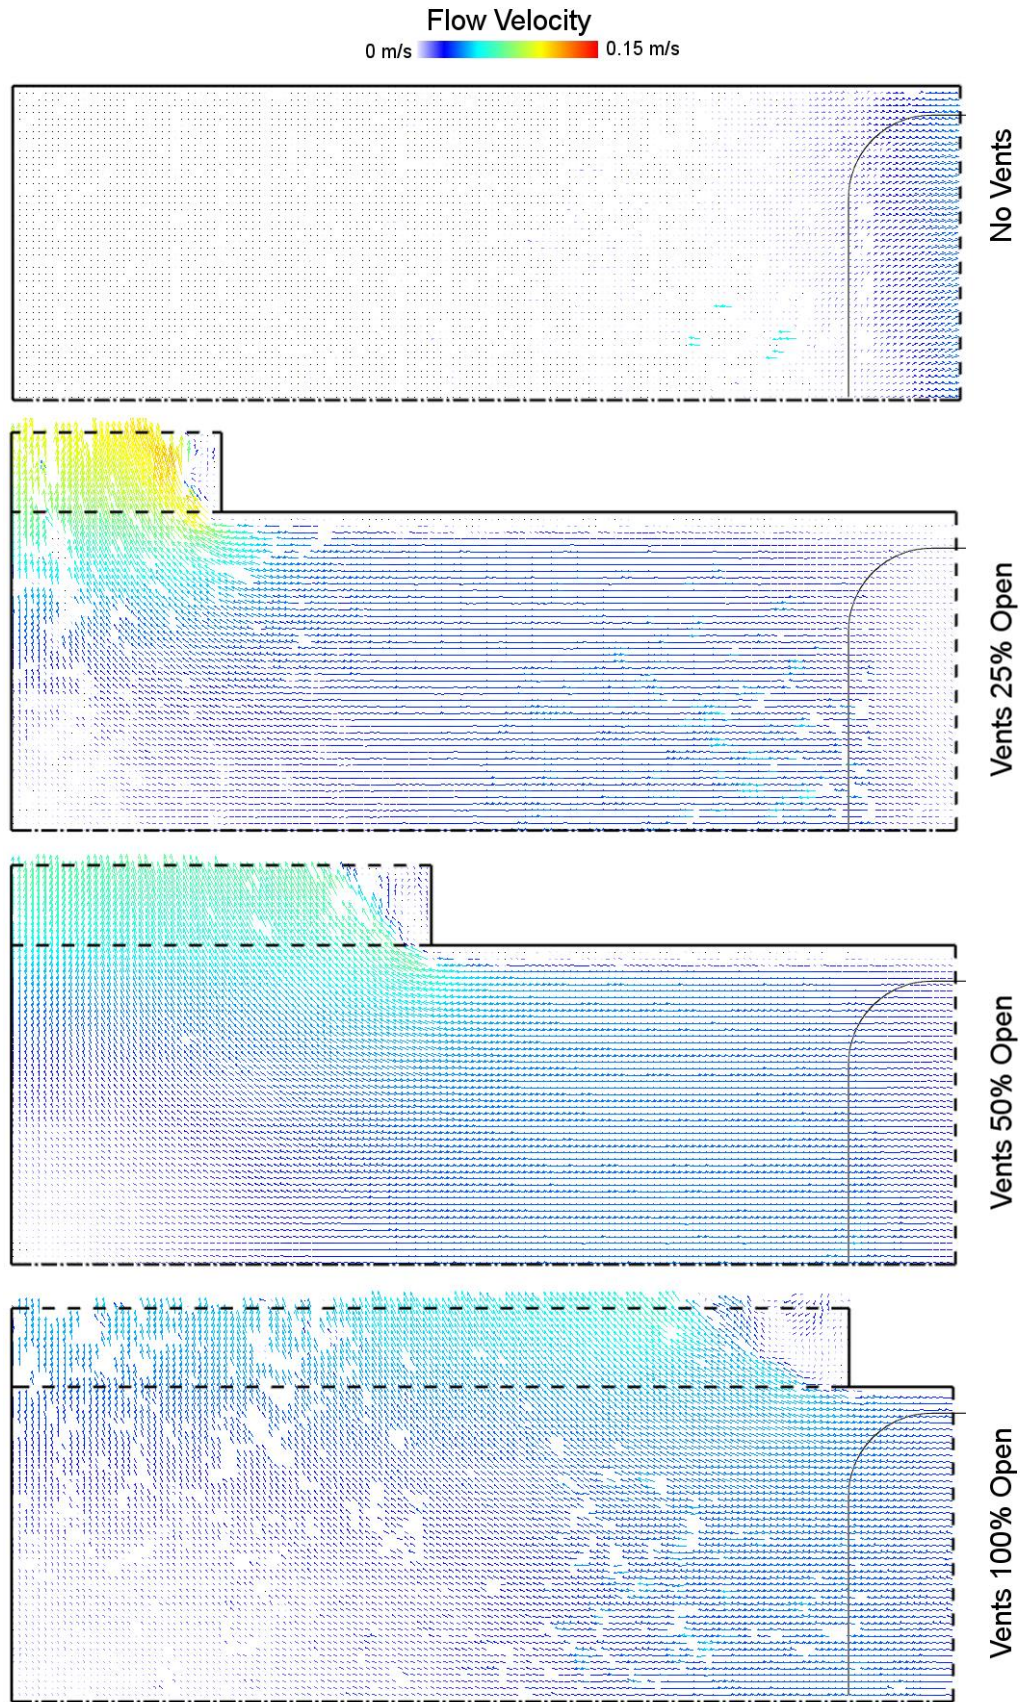 Flow Velocity
0 m/s 0.15 m/s
No Vents
Vents 25% Open
Vents 50% Open
Vents 100% Open